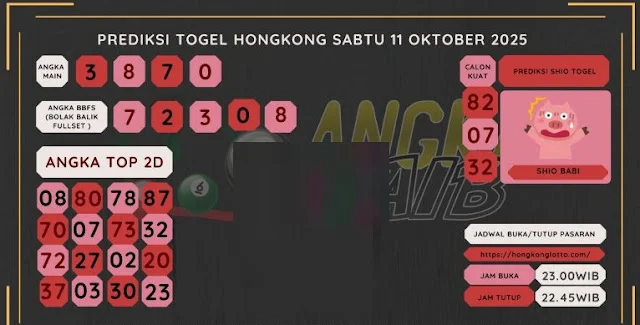 PREDIKSI TOGEL HONGKONG SABTU 11 OKTOBER 2025
ANGKA
MAIN
3 8 7 0
ANGKA BBFS
(BOLAK BALIK
FULLSET )
7 2 3 0 8
ANGKA TOP 2D
08 80 78 87
70 07 73 32
72 27 02 20
37 03 30 23
CALON
KUAT
82
07
32
PREDIKSI SHIO TOGEL
SHIO BABI
JADWAL BUKA/TUTUP PASARAN
https://hongkonglotto.com/
JAM BUKA 23.00WIB
JAM TUTUP 22.45WIB
6